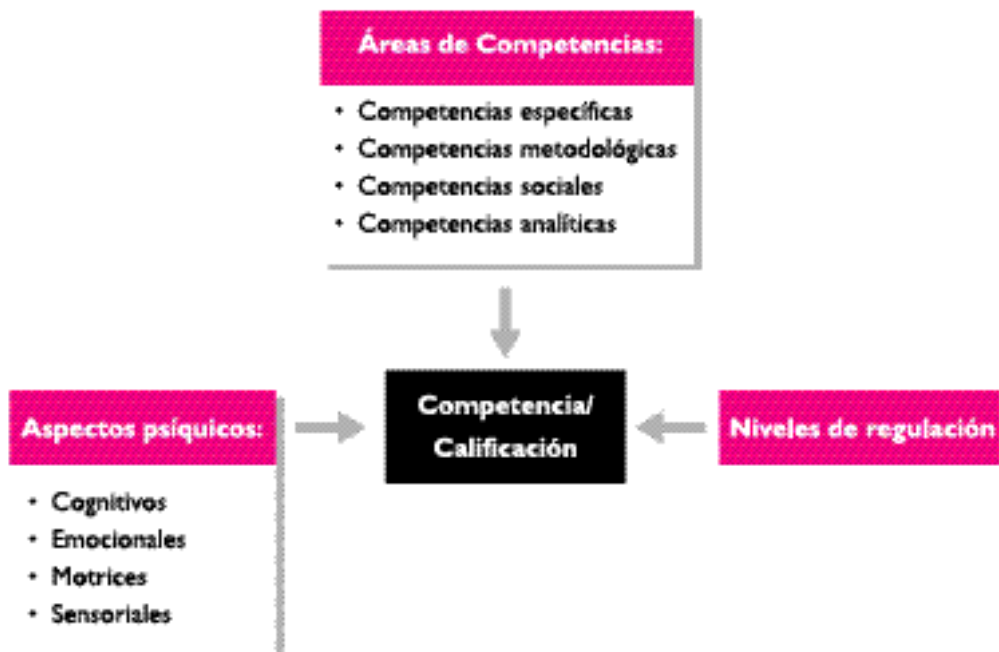 Áreas de Competencias:
• Competencias específicas
• Competencias metodológicas
• Competencias sociales
• Competencias analíticas
Competencia/
Calificación
Aspectos psíquicos:
• Cognitivos
• Emocionales
• Motrices
• Sensoriales
Niveles de regulación